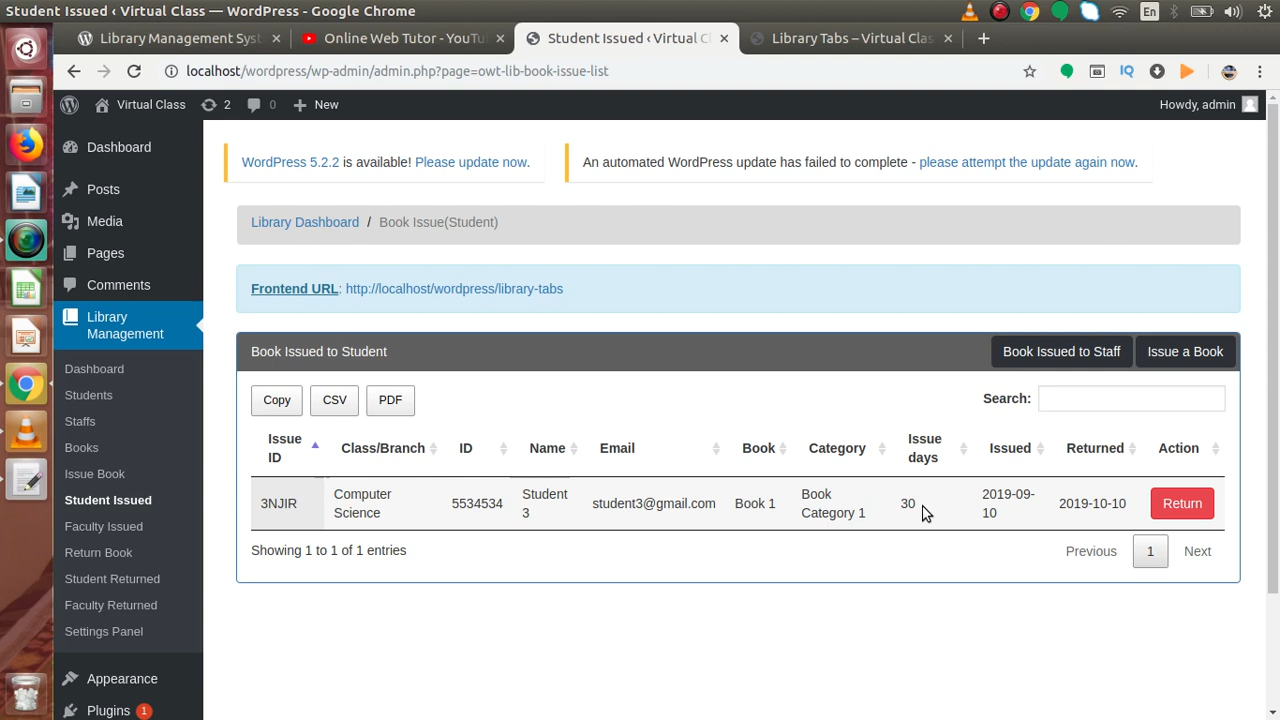 Student Issued ‹ Virtual Class — WordPress - Google Chrome
En
Library Management Syst
Online Web Tutor - YouTu
Student Issued ‹ Virtual Cl
Library Tabs – Virtual Clas
localhost/wordpress/wp-admin/admin.php?page=owt-lib-book-issue-list
IQ
Virtual Class 2 0 New
Howdy, admin
Dashboard
Posts
Media
Pages
Comments
Library
Management
Dashboard
Students
Staffs
Books
Issue Book
Student Issued
Faculty Issued
Return Book
Student Returned
Faculty Returned
Settings Panel
Appearance
Plugins 1
WordPress 5.2.2 is available! Please update now.
An automated WordPress update has failed to complete - please attempt the update again now.
Library Dashboard / Book Issue(Student)
Frontend URL: http://localhost/wordpress/library-tabs
Book Issued to Student
Book Issued to Staff
Issue a Book
Copy CSV PDF
Search:
Issue ID Class/Branch ID Name Email Book Category Issue days Issued Returned Action
3NJIR Computer Science 5534534 Student 3 student3@gmail.com Book 1 Book Category 1 30 2019-09-10 2019-10-10 Return
Showing 1 to 1 of 1 entries
Previous 1 Next